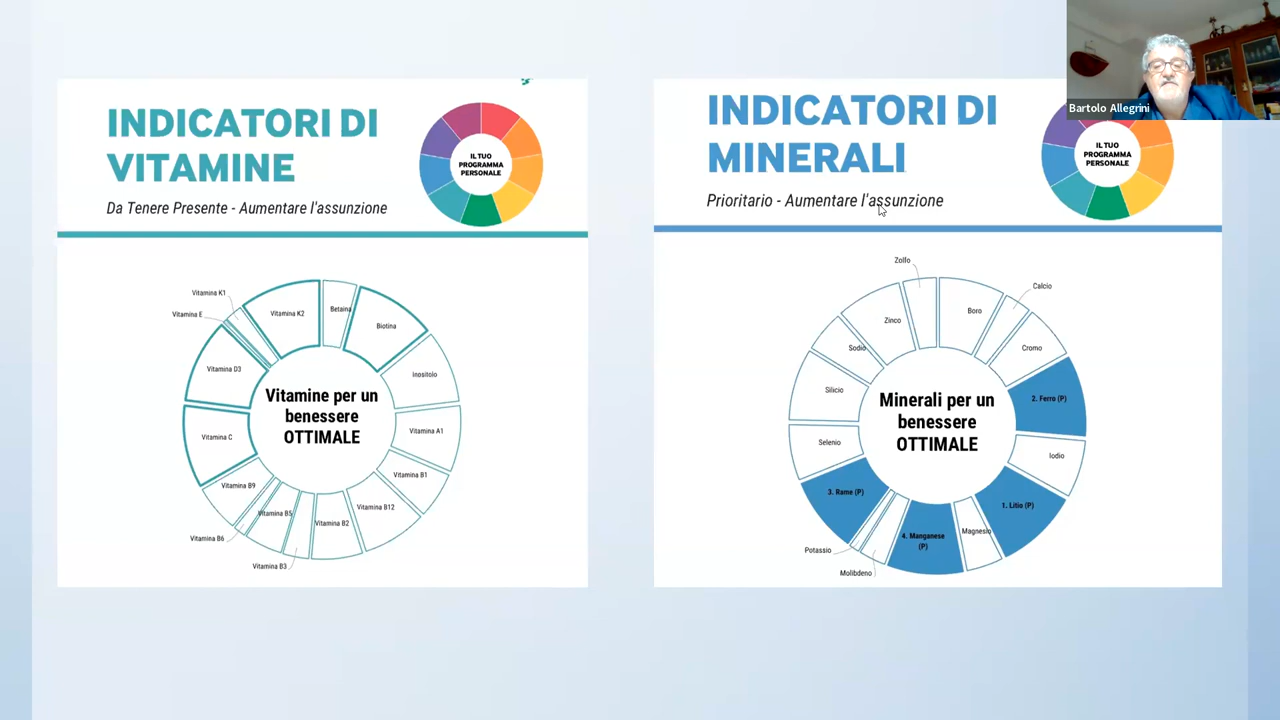 INDICATORI DI
VITAMINE
Da Tenere Presente - Aumentare l'assunzione
IL TUO
PROGRAMMA
PERSONALE
Vitamina K1
Vitamina E
Vitamina K2
Betaina
Biotina
Vitamina D3
Inositolo
Vitamina C
Vitamine per un
benessere
OTTIMALE
Vitamina A1
Vitamina B9
Vitamina B1
Vitamina B6
Vitamina B5
Vitamina B2
Vitamina B12
Vitamina B3
INDICATORI DI
MINERALI
Prioritario - Aumentare l'assunzione
IL TUO
PROGRAMMA
PERSONALE
Zolfo
Calcio
Zinco
Boro
Sodio
Cromo
Silicio
2. Ferro (P)
Minerali per un
benessere
OTTIMALE
Selenio
Iodio
3. Rame (P)
1. Litio (P)
Potassio
4. Manganese
(P)
Magnesio
Molibdeno
Bartolo Allegrini